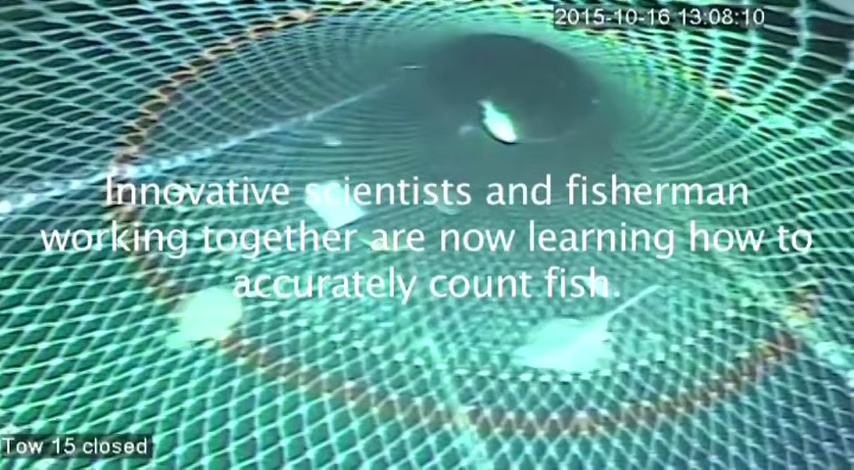 2015-10-16 13:08:10
Innovative scientists and fisherman
working together are now learning how to
accurately count fish.
Tow 15 closed